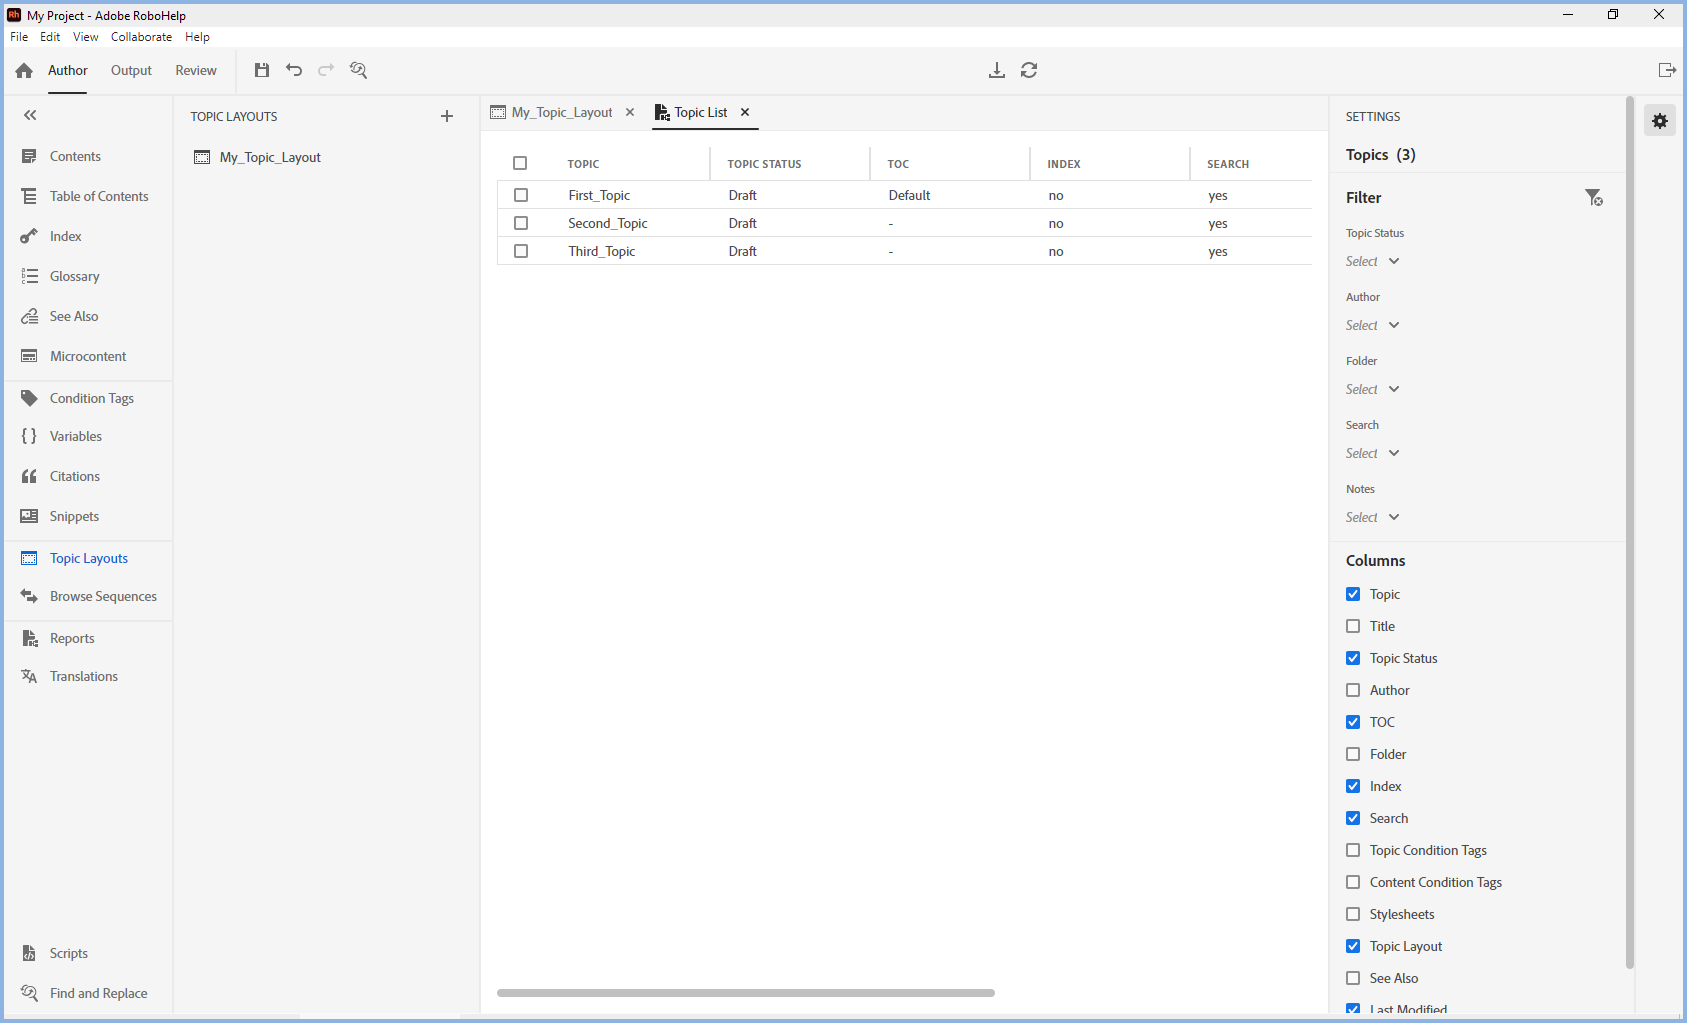 My Project - Adobe RoboHelp
File Edit View Collaborate Help
Author Output Review
Contents
Table of Contents
Index
Glossary
See Also
Microcontent
Condition Tags
Variables
Citations
Snippets
Topic Layouts
Browse Sequences
Reports
Translations
Scripts
Find and Replace
TOPIC LAYOUTS
My_Topic_Layout
My_Topic_Layout Topic List
TOPIC TOPIC STATUS TOC INDEX SEARCH
First_Topic Draft Default no yes
Second_Topic Draft - no yes
Third_Topic Draft - no yes
SETTINGS
Topics (3)
Filter
Topic Status
Select
Author
Select
Folder
Select
Search
Select
Notes
Select
Columns
Topic
Title
Topic Status
Author
TOC
Folder
Index
Search
Topic Condition Tags
Content Condition Tags
Stylesheets
Topic Layout
See Also
Last Modified